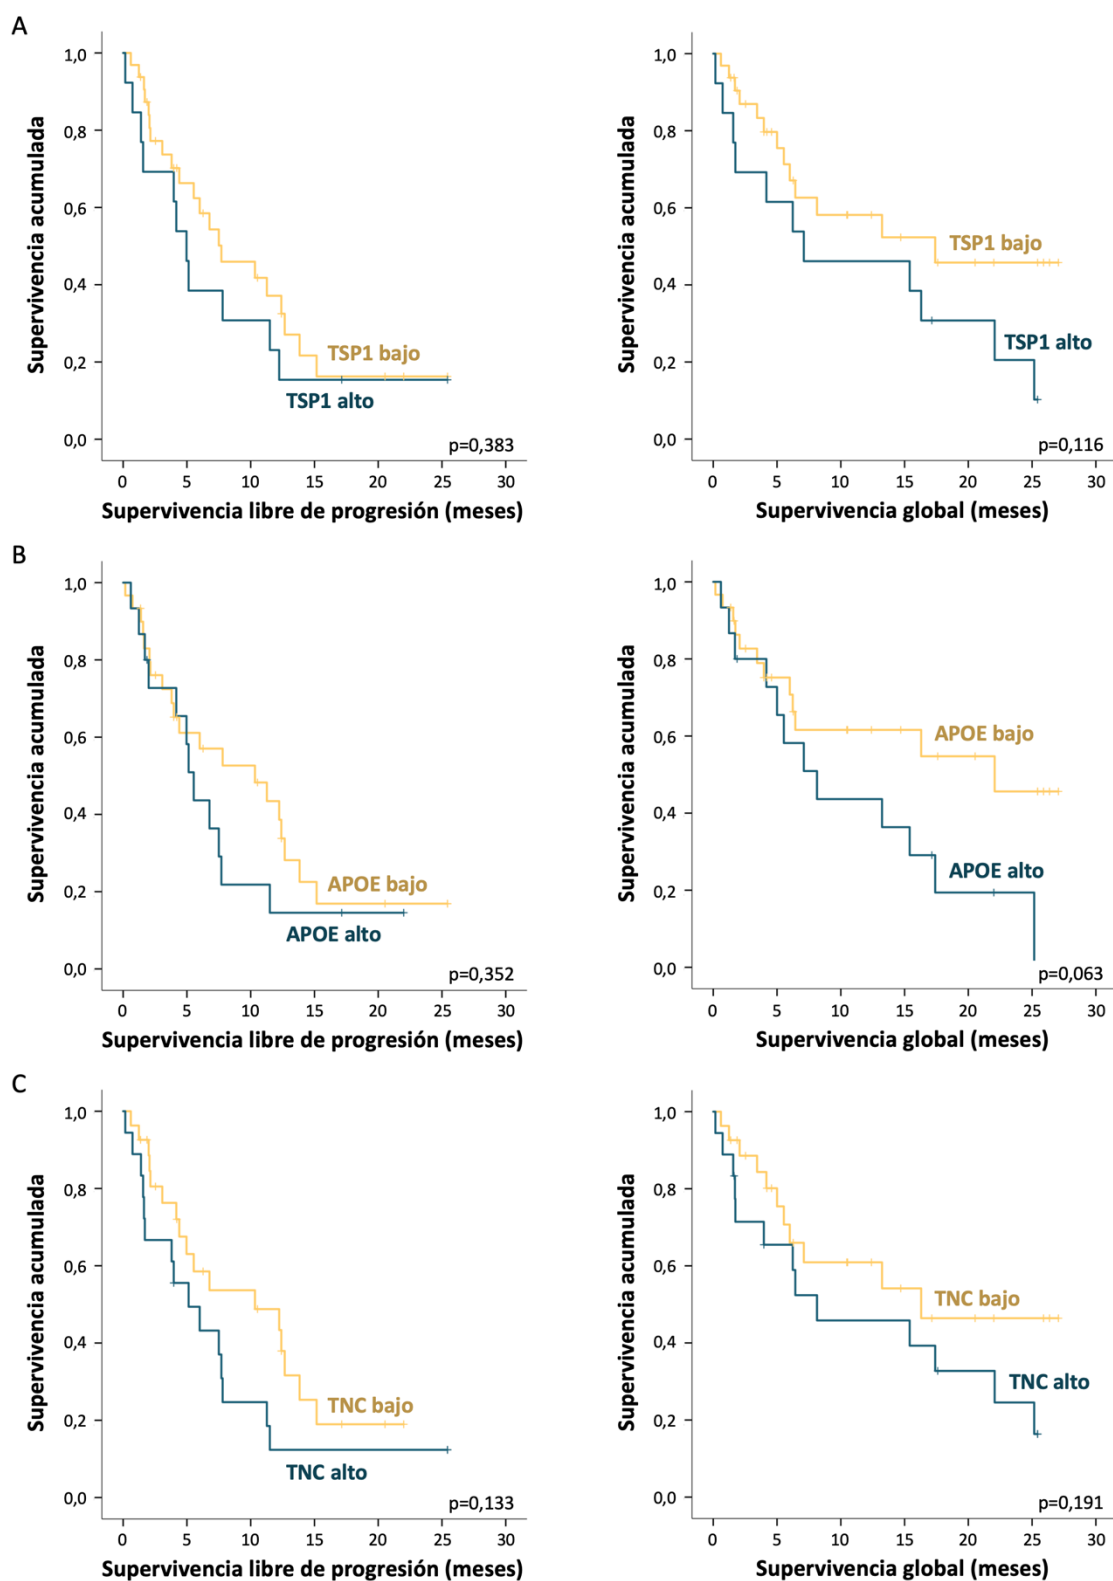 A
Supervivencia acumulada
1,0
0,8
0,6
0,4
0,2
0,0
TSP1 bajo
TSP1 alto
p=0,383
0 5 10 15 20 25 30
Supervivencia libre de progresión (meses)
Supervivencia acumulada
1,0
0,8
0,6
0,4
0,2
0,0
TSP1 bajo
TSP1 alto
p=0,116
0 5 10 15 20 25 30
Supervivencia global (meses)
B
Supervivencia acumulada
1,0
0,8
0,6
0,4
0,2
0,0
APOE bajo
APOE alto
p=0,352
0 5 10 15 20 25 30
Supervivencia libre de progresión (meses)
Supervivencia acumulada
1,0
0,8
0,6
0,4
0,2
0,0
APOE bajo
APOE alto
p=0,063
0 5 10 15 20 25 30
Supervivencia global (meses)
C
Supervivencia acumulada
1,0
0,8
0,6
0,4
0,2
0,0
TNC bajo
TNC alto
p=0,133
0 5 10 15 20 25 30
Supervivencia libre de progresión (meses)
Supervivencia acumulada
1,0
0,8
0,6
0,4
0,2
0,0
TNC bajo
TNC alto
p=0,191
0 5 10 15 20 25 30
Supervivencia global (meses)